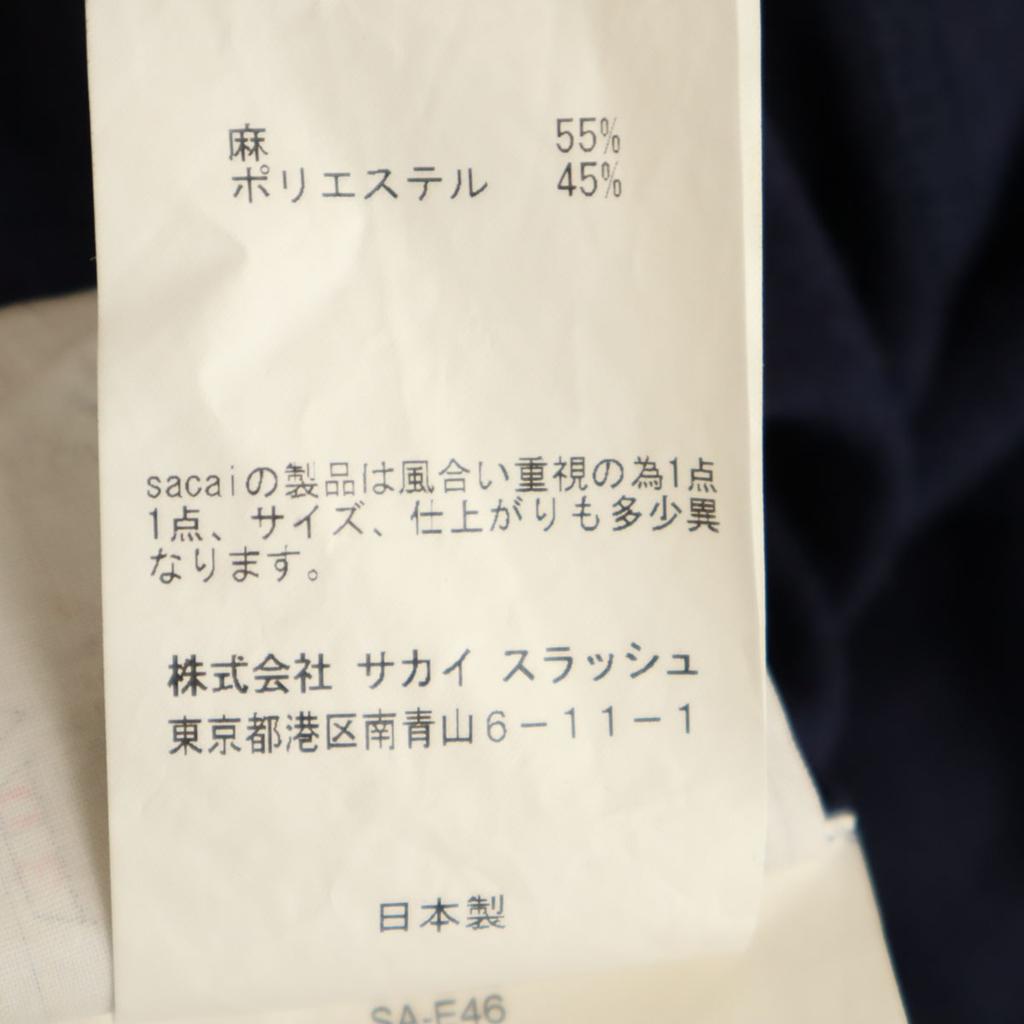 麻 55%
ポリエステル 45%
sacaiの製品は風合い重視の為1点
1点、サイズ、仕上がりも多少異
なります。
株式会社 サカイ スラッシュ
東京都港区南青山6-11-1
日本製
SA-E46